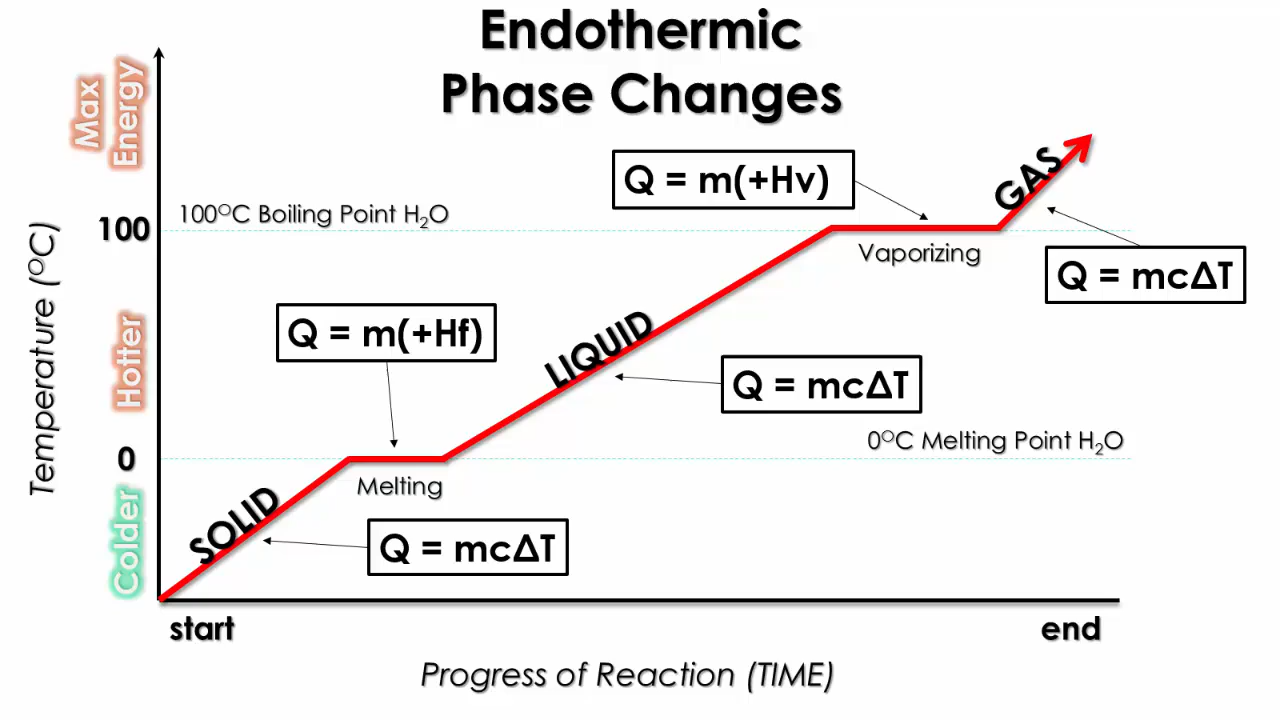 Endothermic
Phase Changes
Max
Energy
Q = m(+Hv)
GAS
100
100°C Boiling Point H₂O
Vaporizing
Q = mcΔT
Temperature (°C)
Hotter
Q = m(+Hf)
LIQUID
Q = mcΔT
0
0°C Melting Point H₂O
Melting
Colder
SOLID
Q = mcΔT
start
end
Progress of Reaction (TIME)